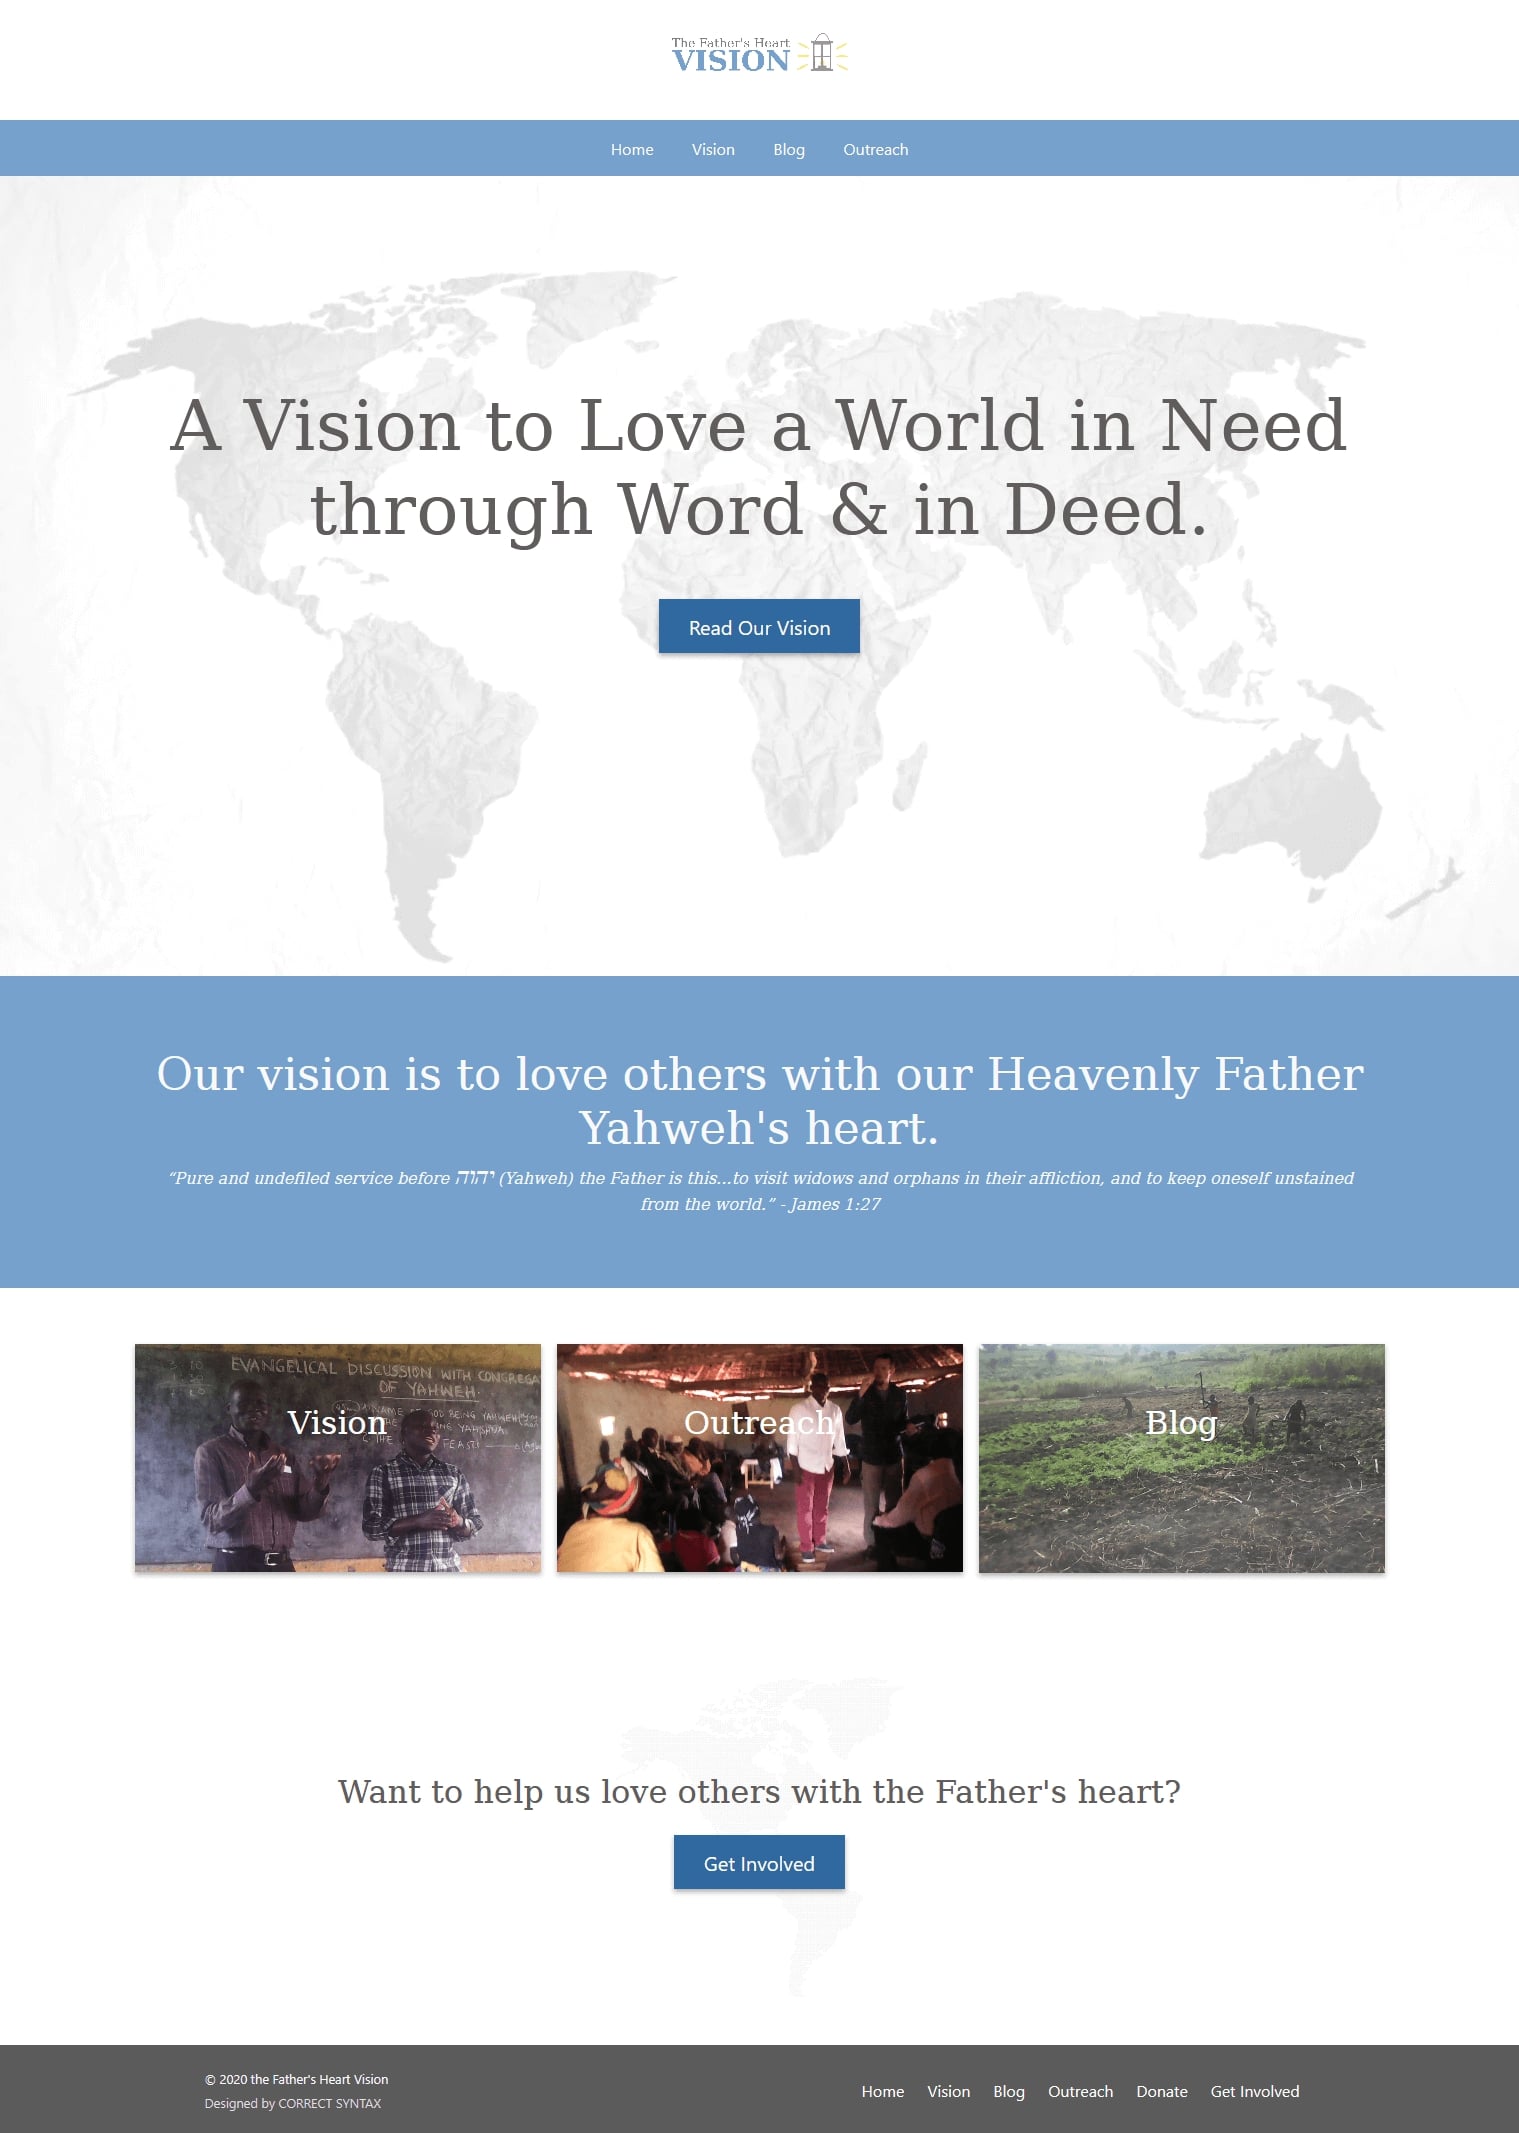 The Father's Heart
VISION
Home Vision Blog Outreach
A Vision to Love a World in Need
through Word & in Deed.
Read Our Vision
Our vision is to love others with our Heavenly Father
Yahweh's heart.
“Pure and undefiled service before יהוה (Yahweh) the Father is this...to visit widows and orphans in their affliction, and to keep oneself unstained
from the world.” - James 1:27
EVANGELICAL DISCUSSION WITH CONGREGA
OF YAHWEH.
NAME OF GOD BEING YAHWEH
Vision
Outreach
Blog
Want to help us love others with the Father's heart?
Get Involved
© 2020 the Father's Heart Vision
Designed by CORRECT SYNTAX
Home Vision Blog Outreach Donate Get Involved